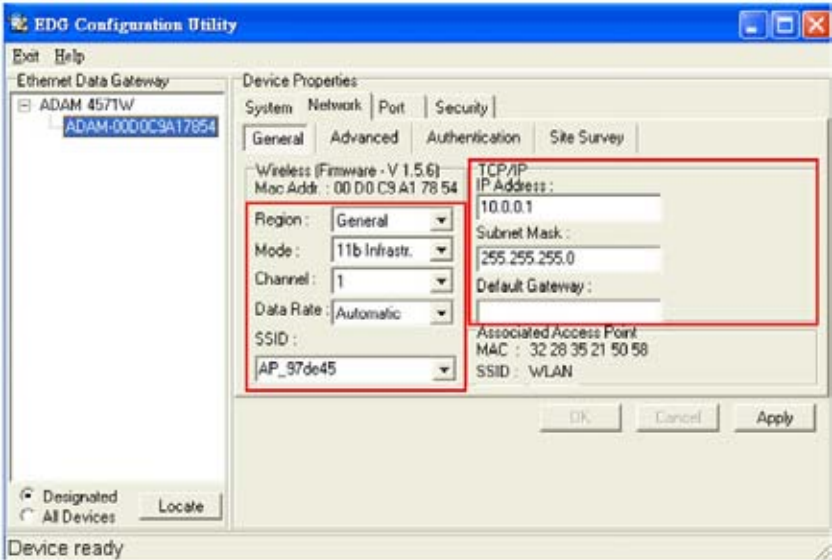 EDG Configuration Utility
Exit Help
Ethernet Data Gateway
ADAM 4571W
ADAM-00D0C9A17854
Device Properties
System Network Port Security
General Advanced Authentication Site Survey
Wireless (Firmware - V 1.5.6)
Mac Addr. : 00 D0 C9 A1 78 54
Region : General
Mode : 11b Infrastr.
Channel : 1
Data Rate : Automatic
SSID :
AP_97de45
TCP/IP
IP Address :
10.0.0.1
Subnet Mask :
255.255.255.0
Default Gateway :
Associated Access Point
MAC : 32 28 35 21 50 58
SSID : WLAN
OK Cancel Apply
Designated
All Devices
Locate
Device ready